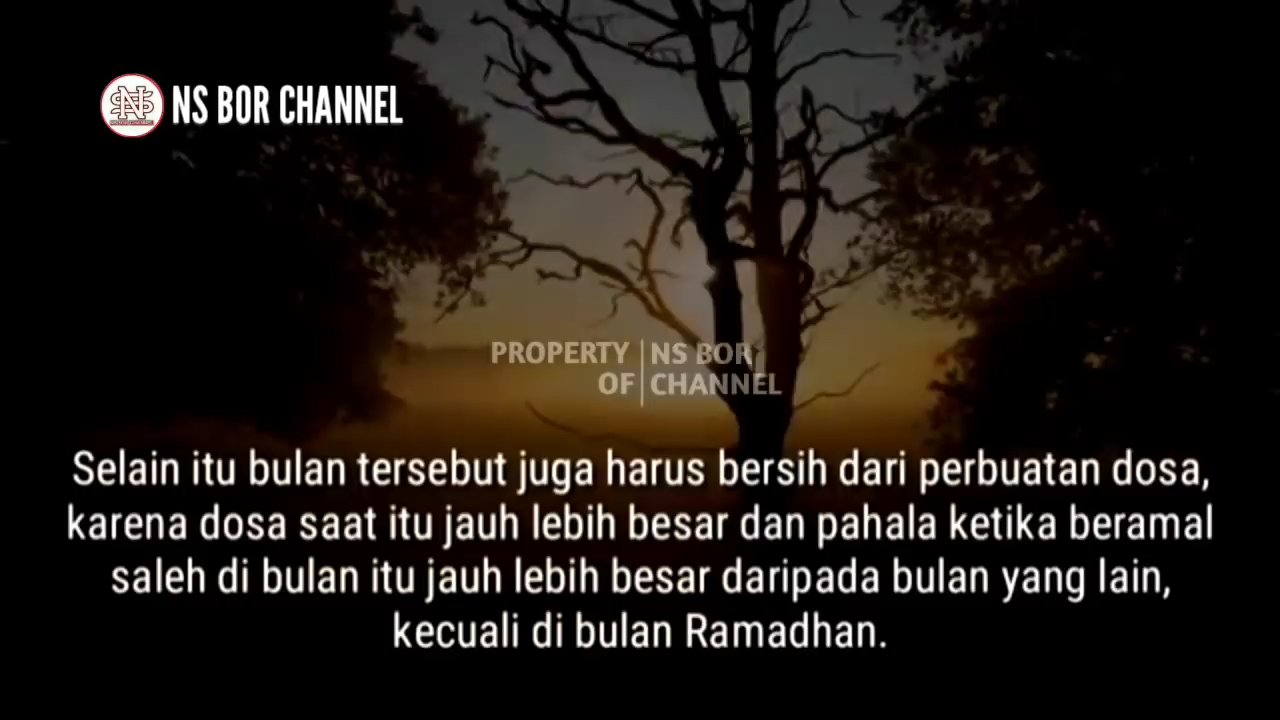 NS BOR CHANNEL
PROPERTY OF
NS BOR CHANNEL
Selain itu bulan tersebut juga harus bersih dari perbuatan dosa,
karena dosa saat itu jauh lebih besar dan pahala ketika beramal
saleh di bulan itu jauh lebih besar daripada bulan yang lain,
kecuali di bulan Ramadhan.